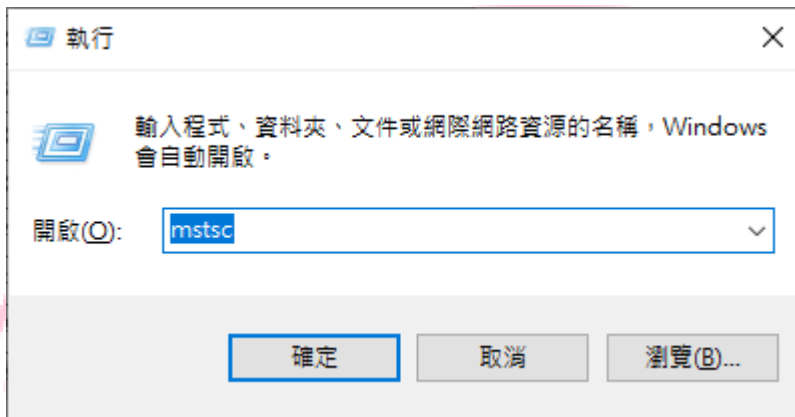 執行
輸入程式、資料夾、文件或網際網路資源的名稱，Windows
會自動開啟。
開啟(O):
mstsc
確定
取消
瀏覽(B)...